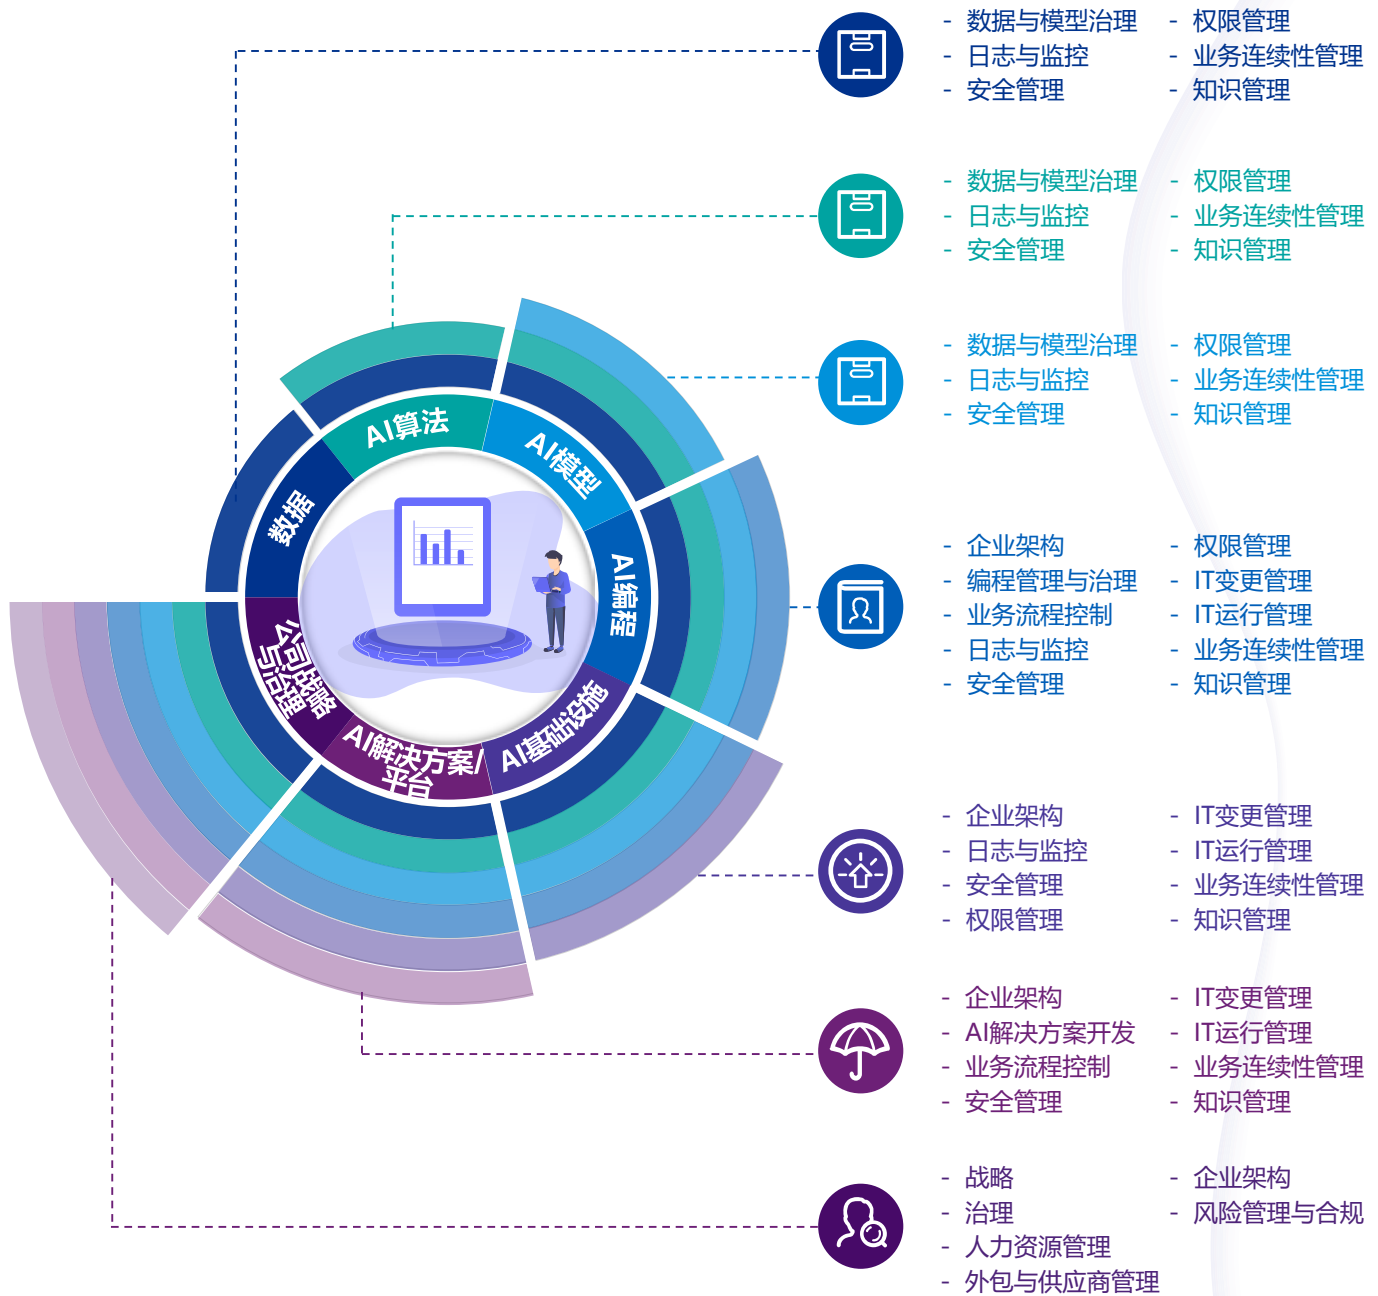 - 数据与模型治理
- 日志与监控
- 安全管理
- 权限管理
- 业务连续性管理
- 知识管理
- 数据与模型治理
- 日志与监控
- 安全管理
- 权限管理
- 业务连续性管理
- 知识管理
- 数据与模型治理
- 日志与监控
- 安全管理
- 权限管理
- 业务连续性管理
- 知识管理
- 企业架构
- 编程管理与治理
- 业务流程控制
- 日志与监控
- 安全管理
- 权限管理
- IT变更管理
- IT运行管理
- 业务连续性管理
- 知识管理
- 企业架构
- 日志与监控
- 安全管理
- 权限管理
- IT变更管理
- IT运行管理
- 业务连续性管理
- 知识管理
- 企业架构
- AI解决方案开发
- 业务流程控制
- 安全管理
- IT变更管理
- IT运行管理
- 业务连续性管理
- 知识管理
- 战略
- 治理
- 人力资源管理
- 外包与供应商管理
- 企业架构
- 风险管理与合规
数据
AI算法
AI模型
AI编程
AI基础设施
AI解决方案/
平台
公司战略
与治理